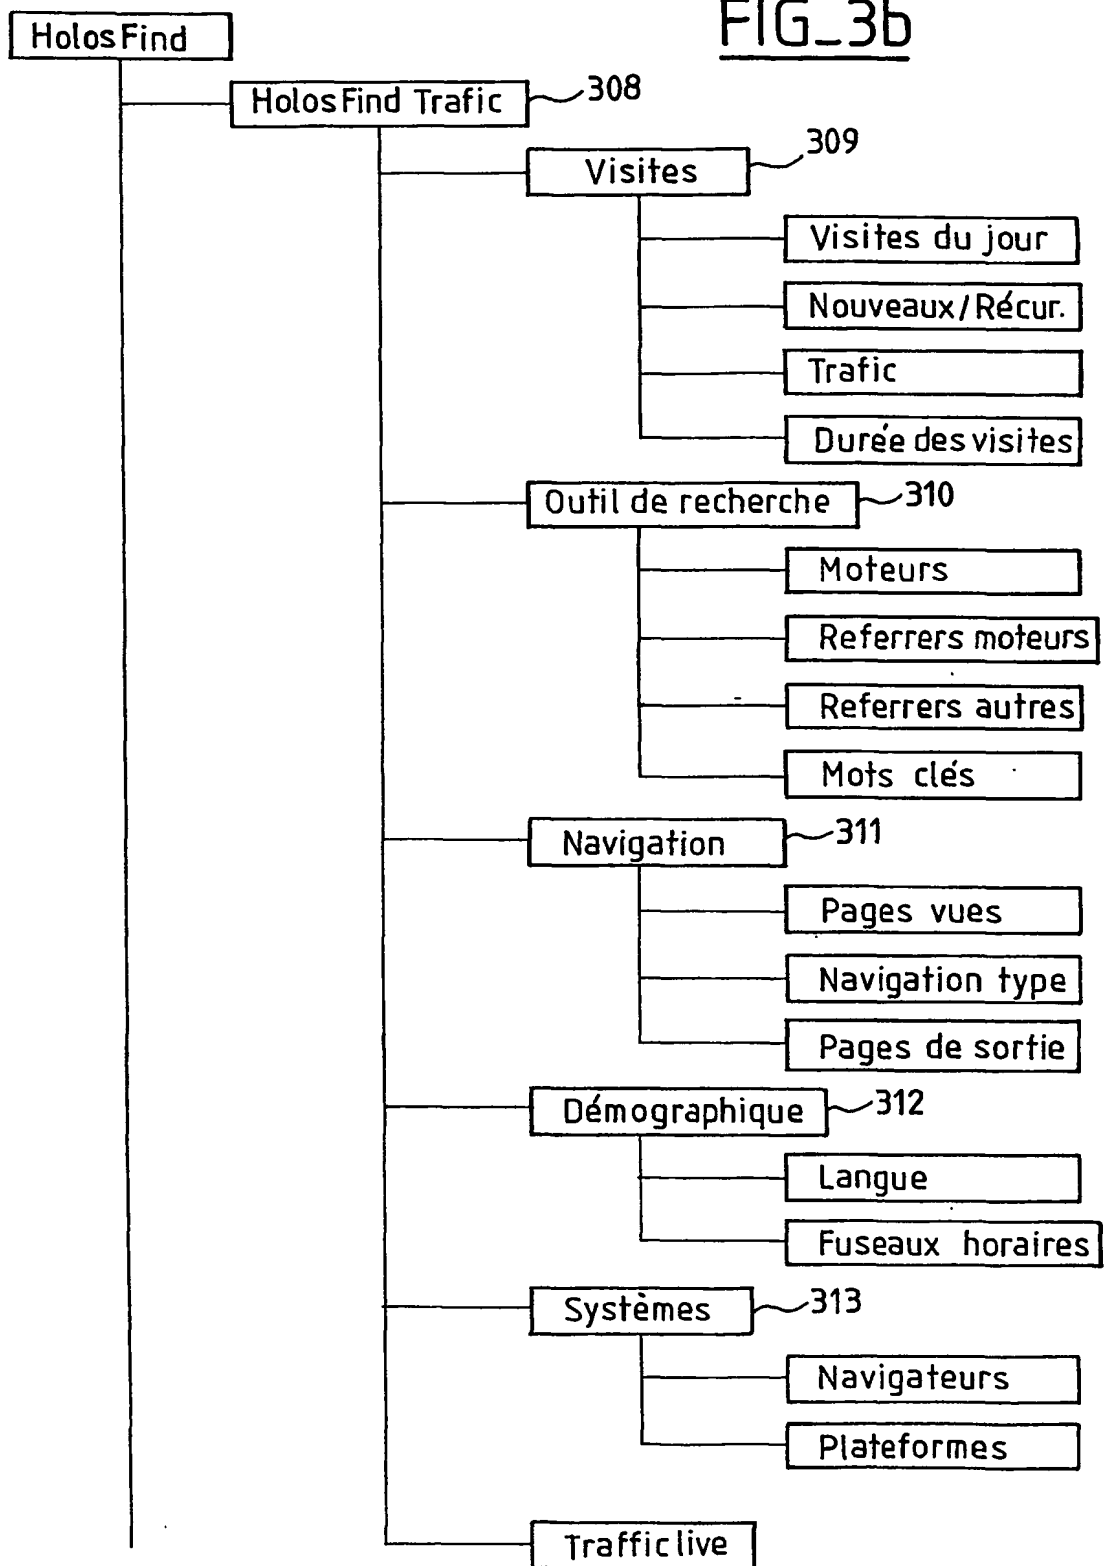 FIG_3b
HolosFind
HolosFind Trafic 308
Visites 309
Visites du jour
Nouveaux/Récur.
Trafic
Durée des visites
Outil de recherche 310
Moteurs
Referrers moteurs
Referrers autres
Mots clés
Navigation 311
Pages vues
Navigation type
Pages de sortie
Démographique 312
Langue
Fuseaux horaires
Systèmes 313
Navigateurs
Plateformes
Traffic live